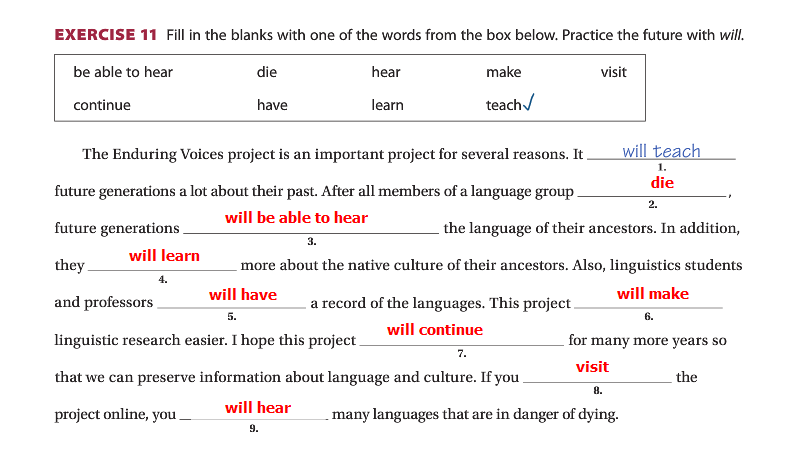 EXERCISE 11 Fill in the blanks with one of the words from the box below. Practice the future with will.
be able to hear die hear make visit
continue have learn teach✓
The Enduring Voices project is an important project for several reasons. It will teach
1.
future generations a lot about their past. After all members of a language group die,
2.
future generations will be able to hear the language of their ancestors. In addition,
3.
they will learn more about the native culture of their ancestors. Also, linguistics students
4.
and professors will have a record of the languages. This project will make
5. 6.
linguistic research easier. I hope this project will continue for many more years so
7.
that we can preserve information about language and culture. If you visit the
8.
project online, you will hear many languages that are in danger of dying.
9.